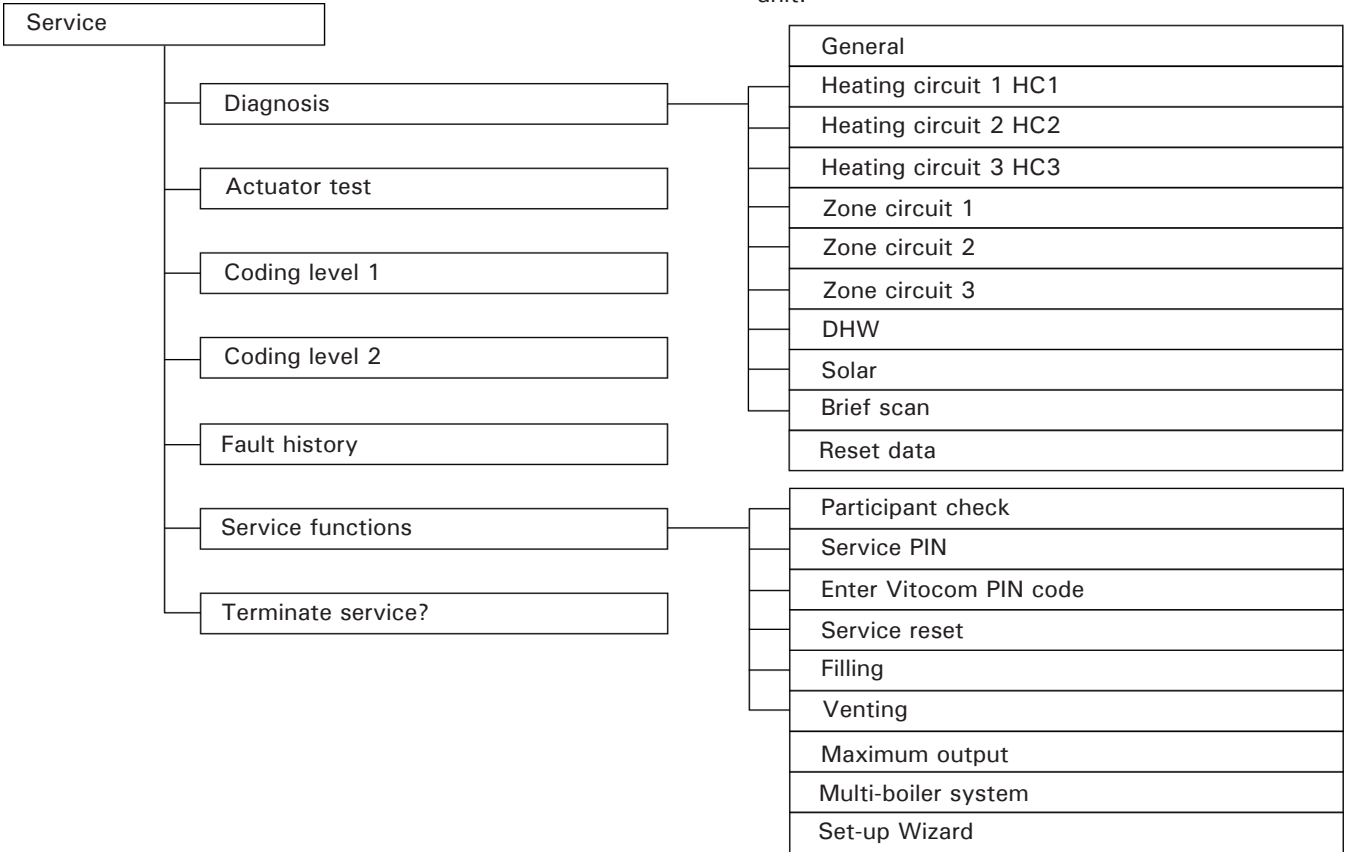 unit.
Service
Diagnosis
Actuator test
Coding level 1
Coding level 2
Fault history
Service functions
Terminate service?
General
Heating circuit 1 HC1
Heating circuit 2 HC2
Heating circuit 3 HC3
Zone circuit 1
Zone circuit 2
Zone circuit 3
DHW
Solar
Brief scan
Reset data
Participant check
Service PIN
Enter Vitocom PIN code
Service reset
Filling
Venting
Maximum output
Multi-boiler system
Set-up Wizard